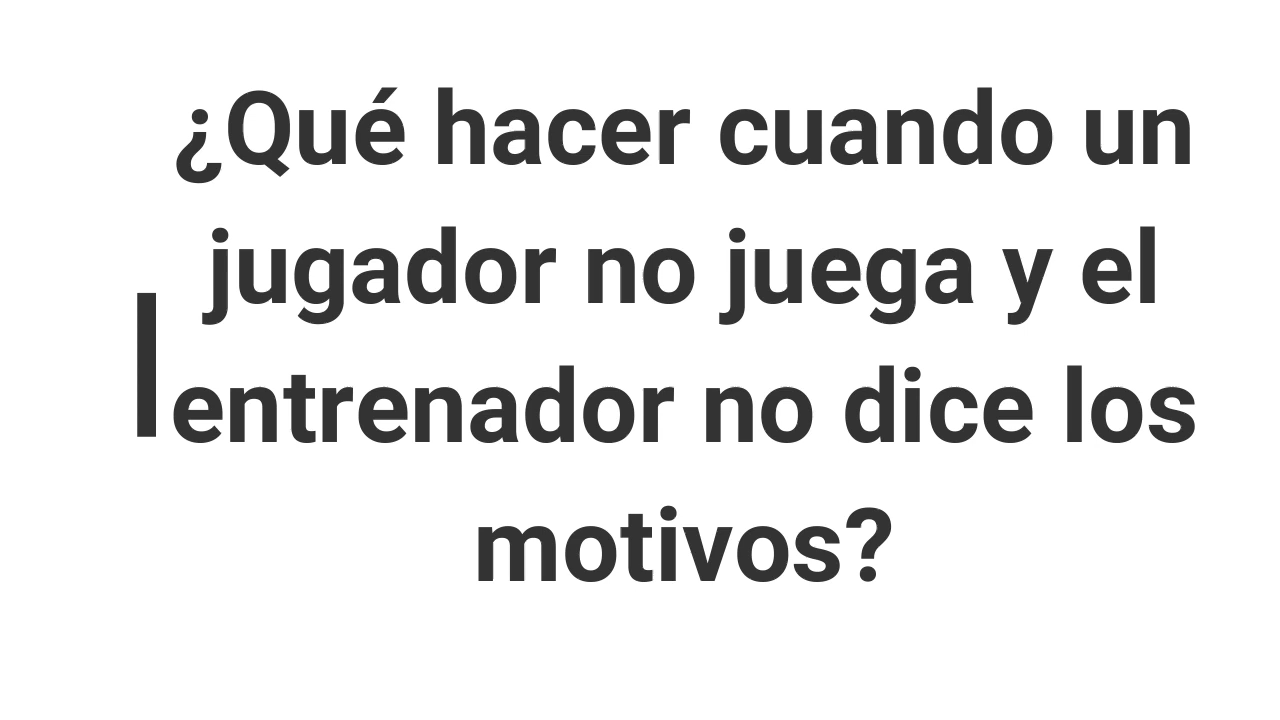 ¿Qué hacer cuando un
jugador no juega y el
entrenador no dice los
motivos?